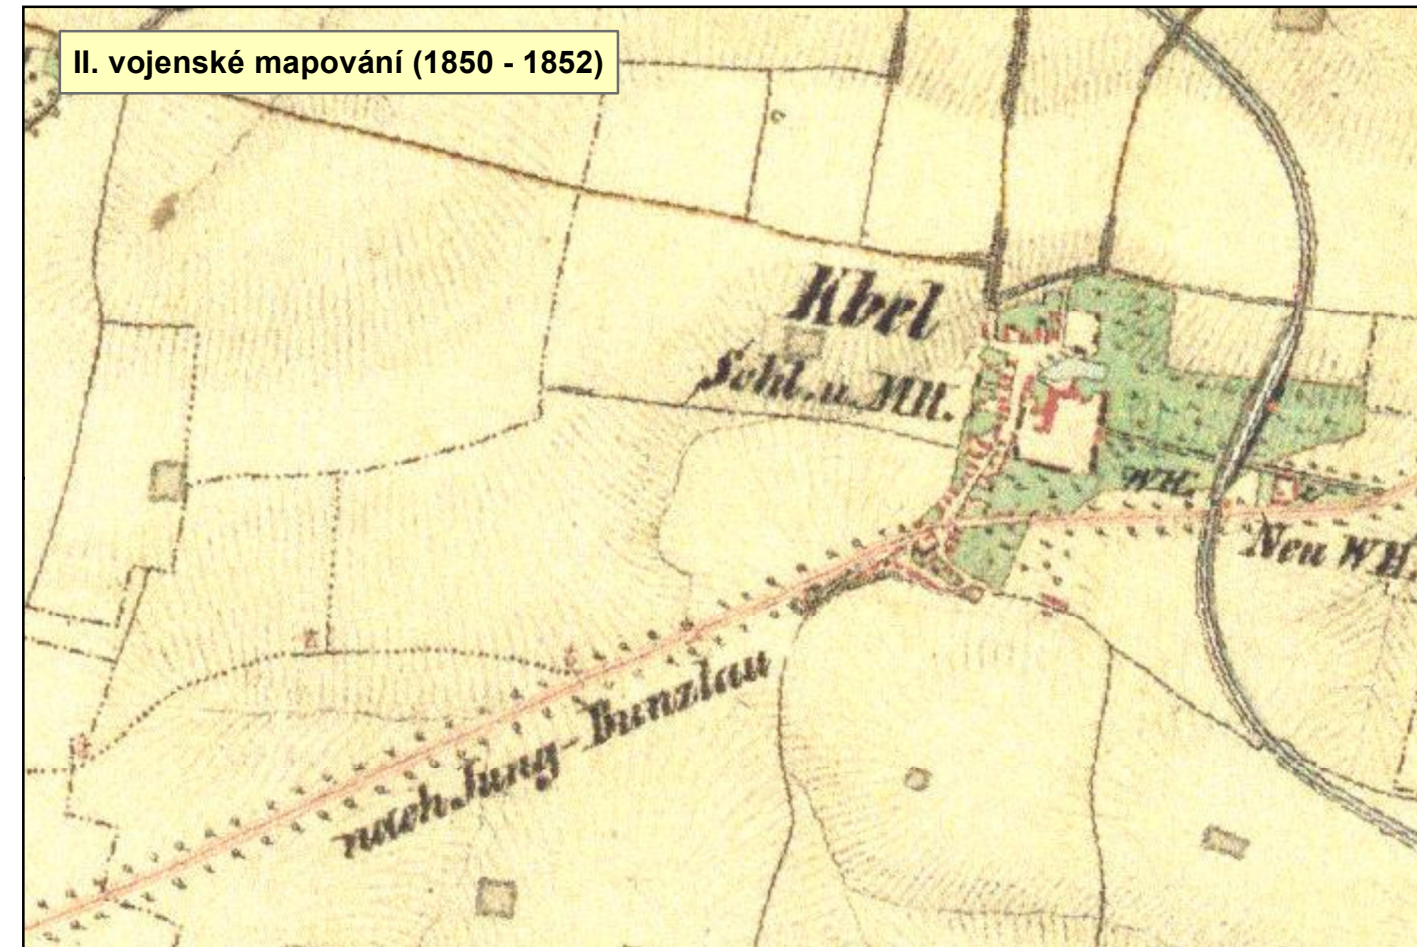 II. vojenské mapování (1850 - 1852)
Kbel
Schl. u. MH.
WH.
Neu WH.
nach Jung-Bunzlau